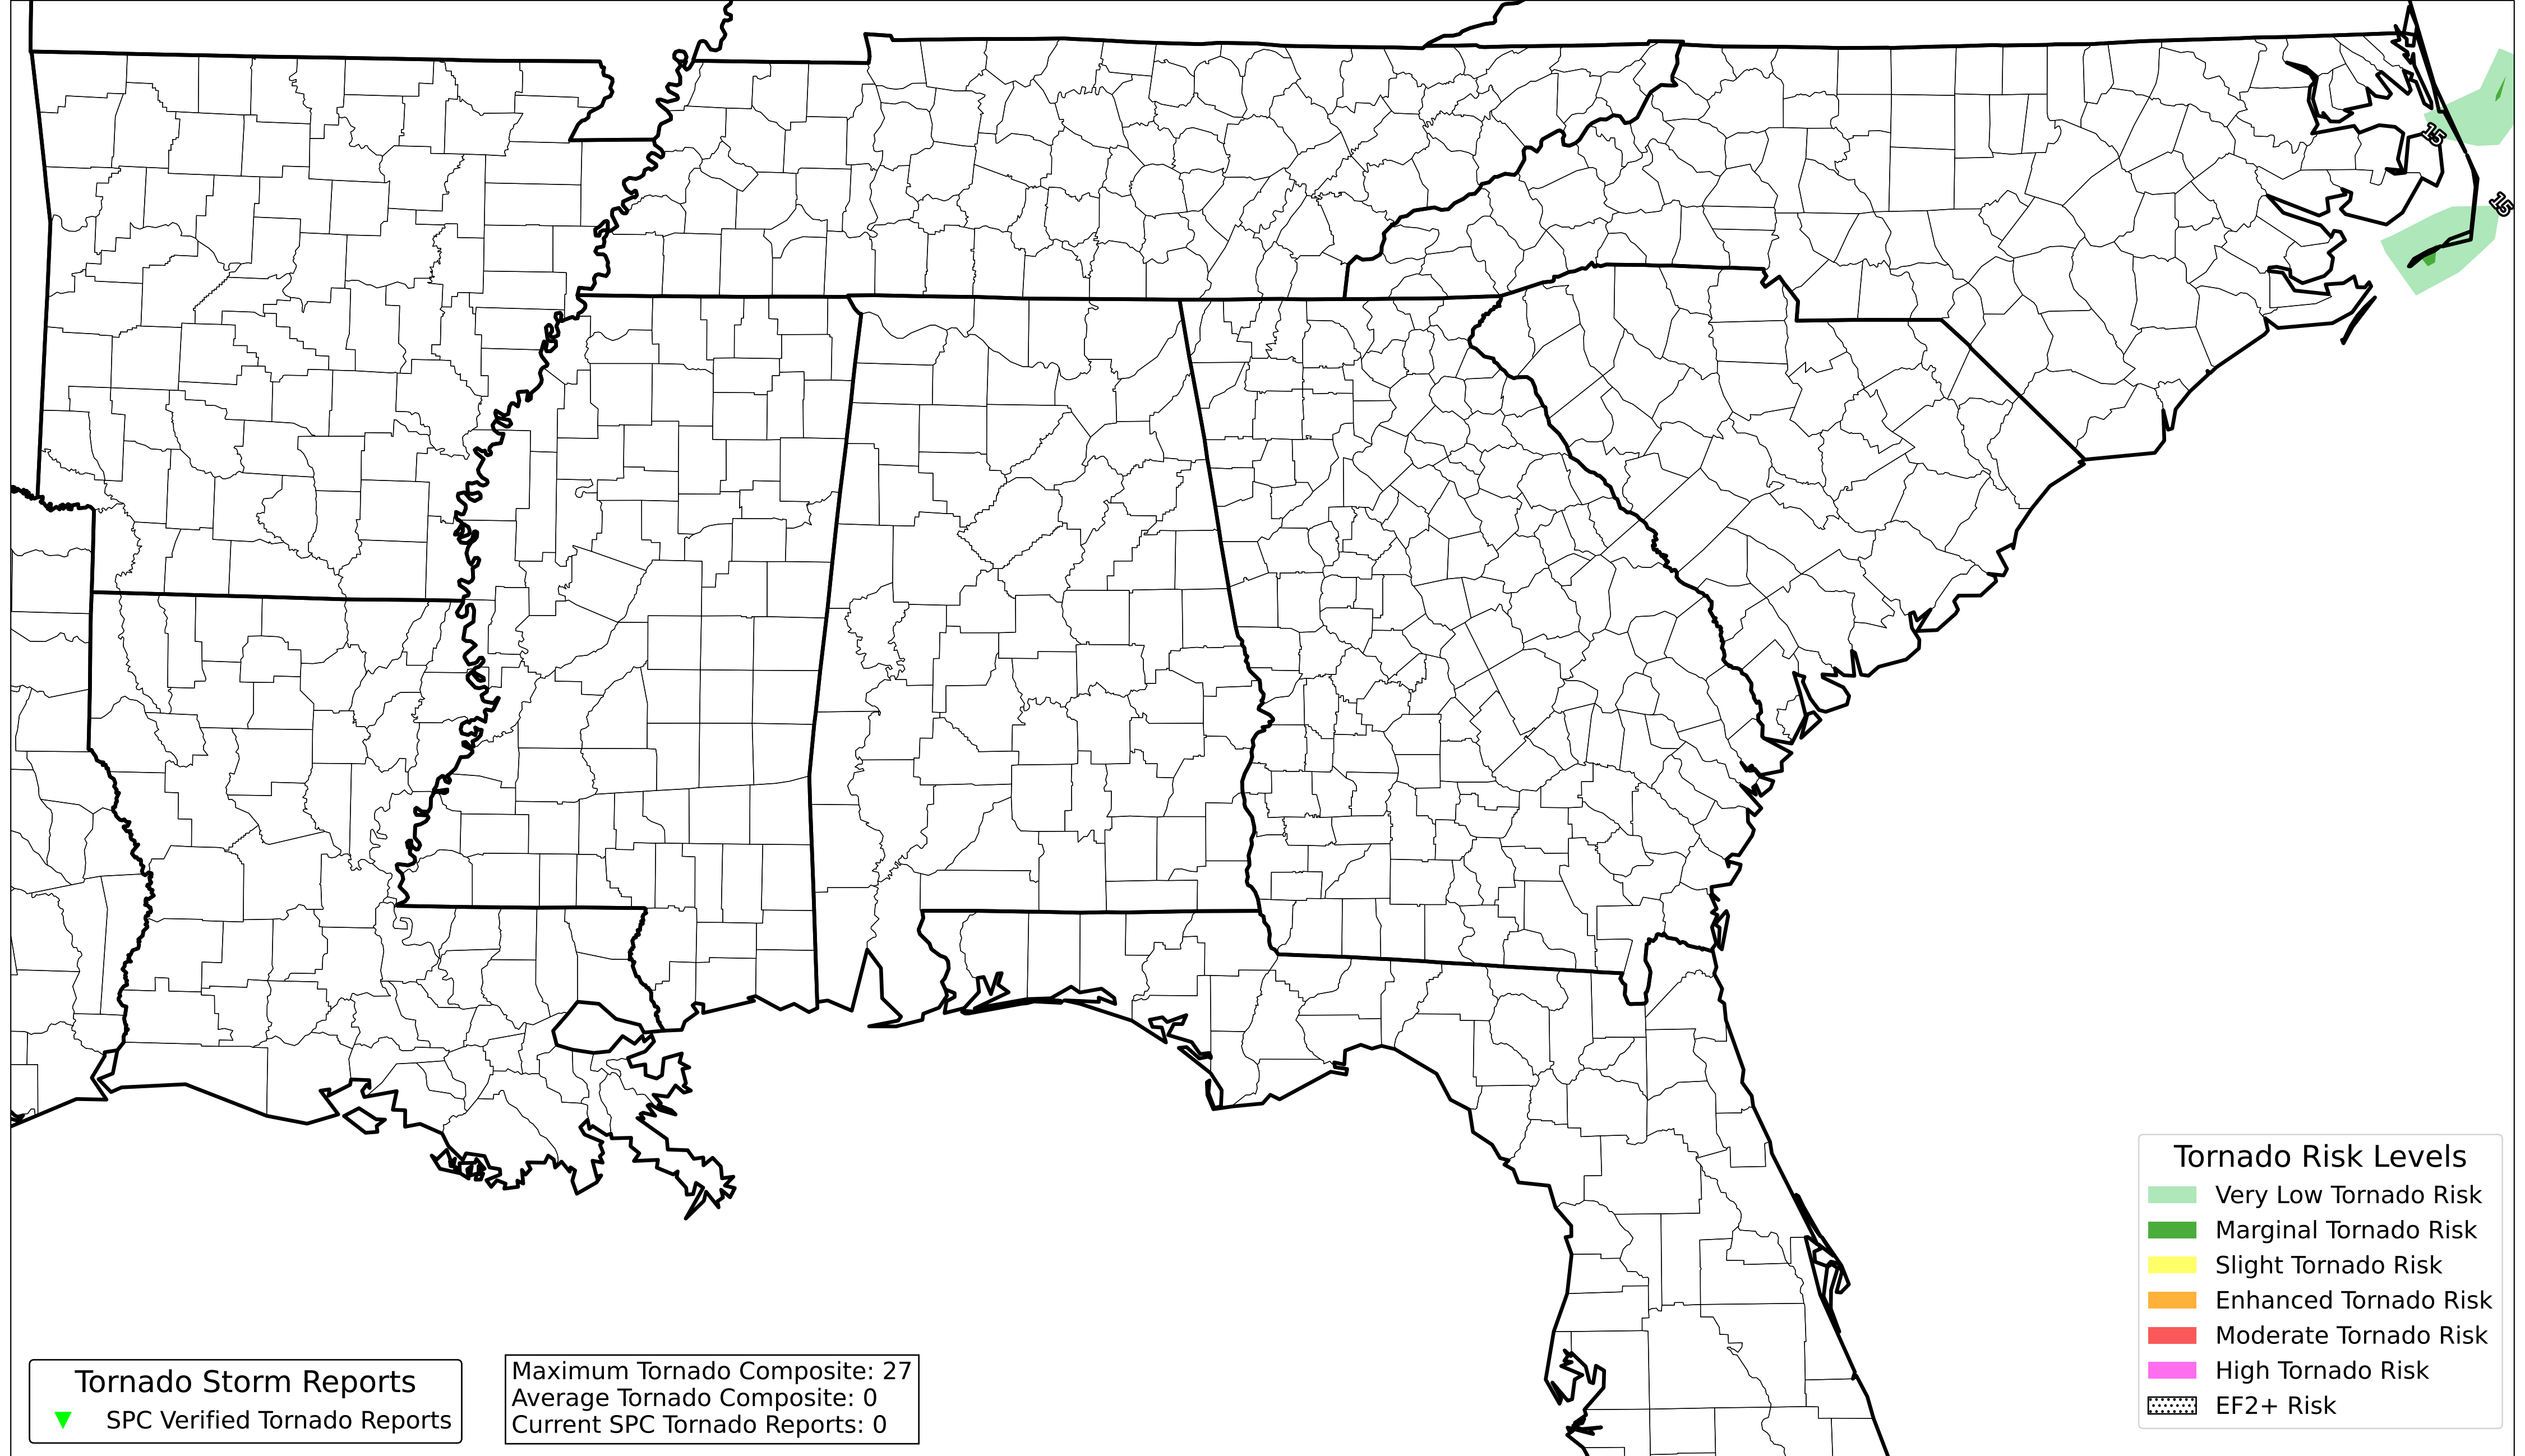 15
15
Tornado Risk Levels
Very Low Tornado Risk
Marginal Tornado Risk
Slight Tornado Risk
Enhanced Tornado Risk
Moderate Tornado Risk
High Tornado Risk
EF2+ Risk
Tornado Storm Reports
SPC Verified Tornado Reports
Maximum Tornado Composite: 27
Average Tornado Composite: 0
Current SPC Tornado Reports: 0